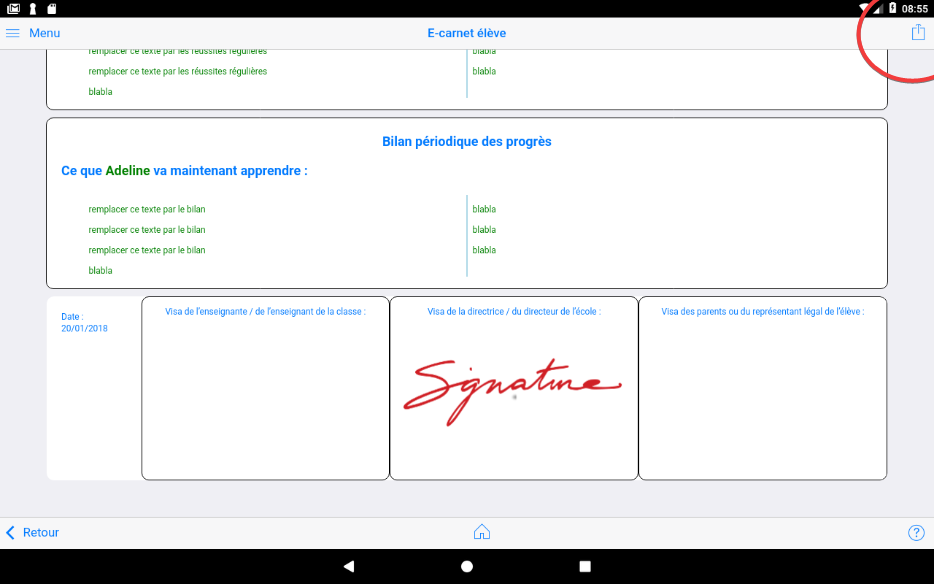 08:55
Menu
E-carnet élève
remplacer ce texte par les réussites régulières
blabla
remplacer ce texte par les réussites régulières
blabla
blabla
Bilan périodique des progrès
Ce que Adeline va maintenant apprendre :
remplacer ce texte par le bilan
blabla
remplacer ce texte par le bilan
blabla
remplacer ce texte par le bilan
blabla
blabla
Date :
20/01/2018
Visa de l'enseignante / de l'enseignant de la classe :
Visa de la directrice / du directeur de l'école :
Signature
Visa des parents ou du représentant légal de l'élève :
Retour
?